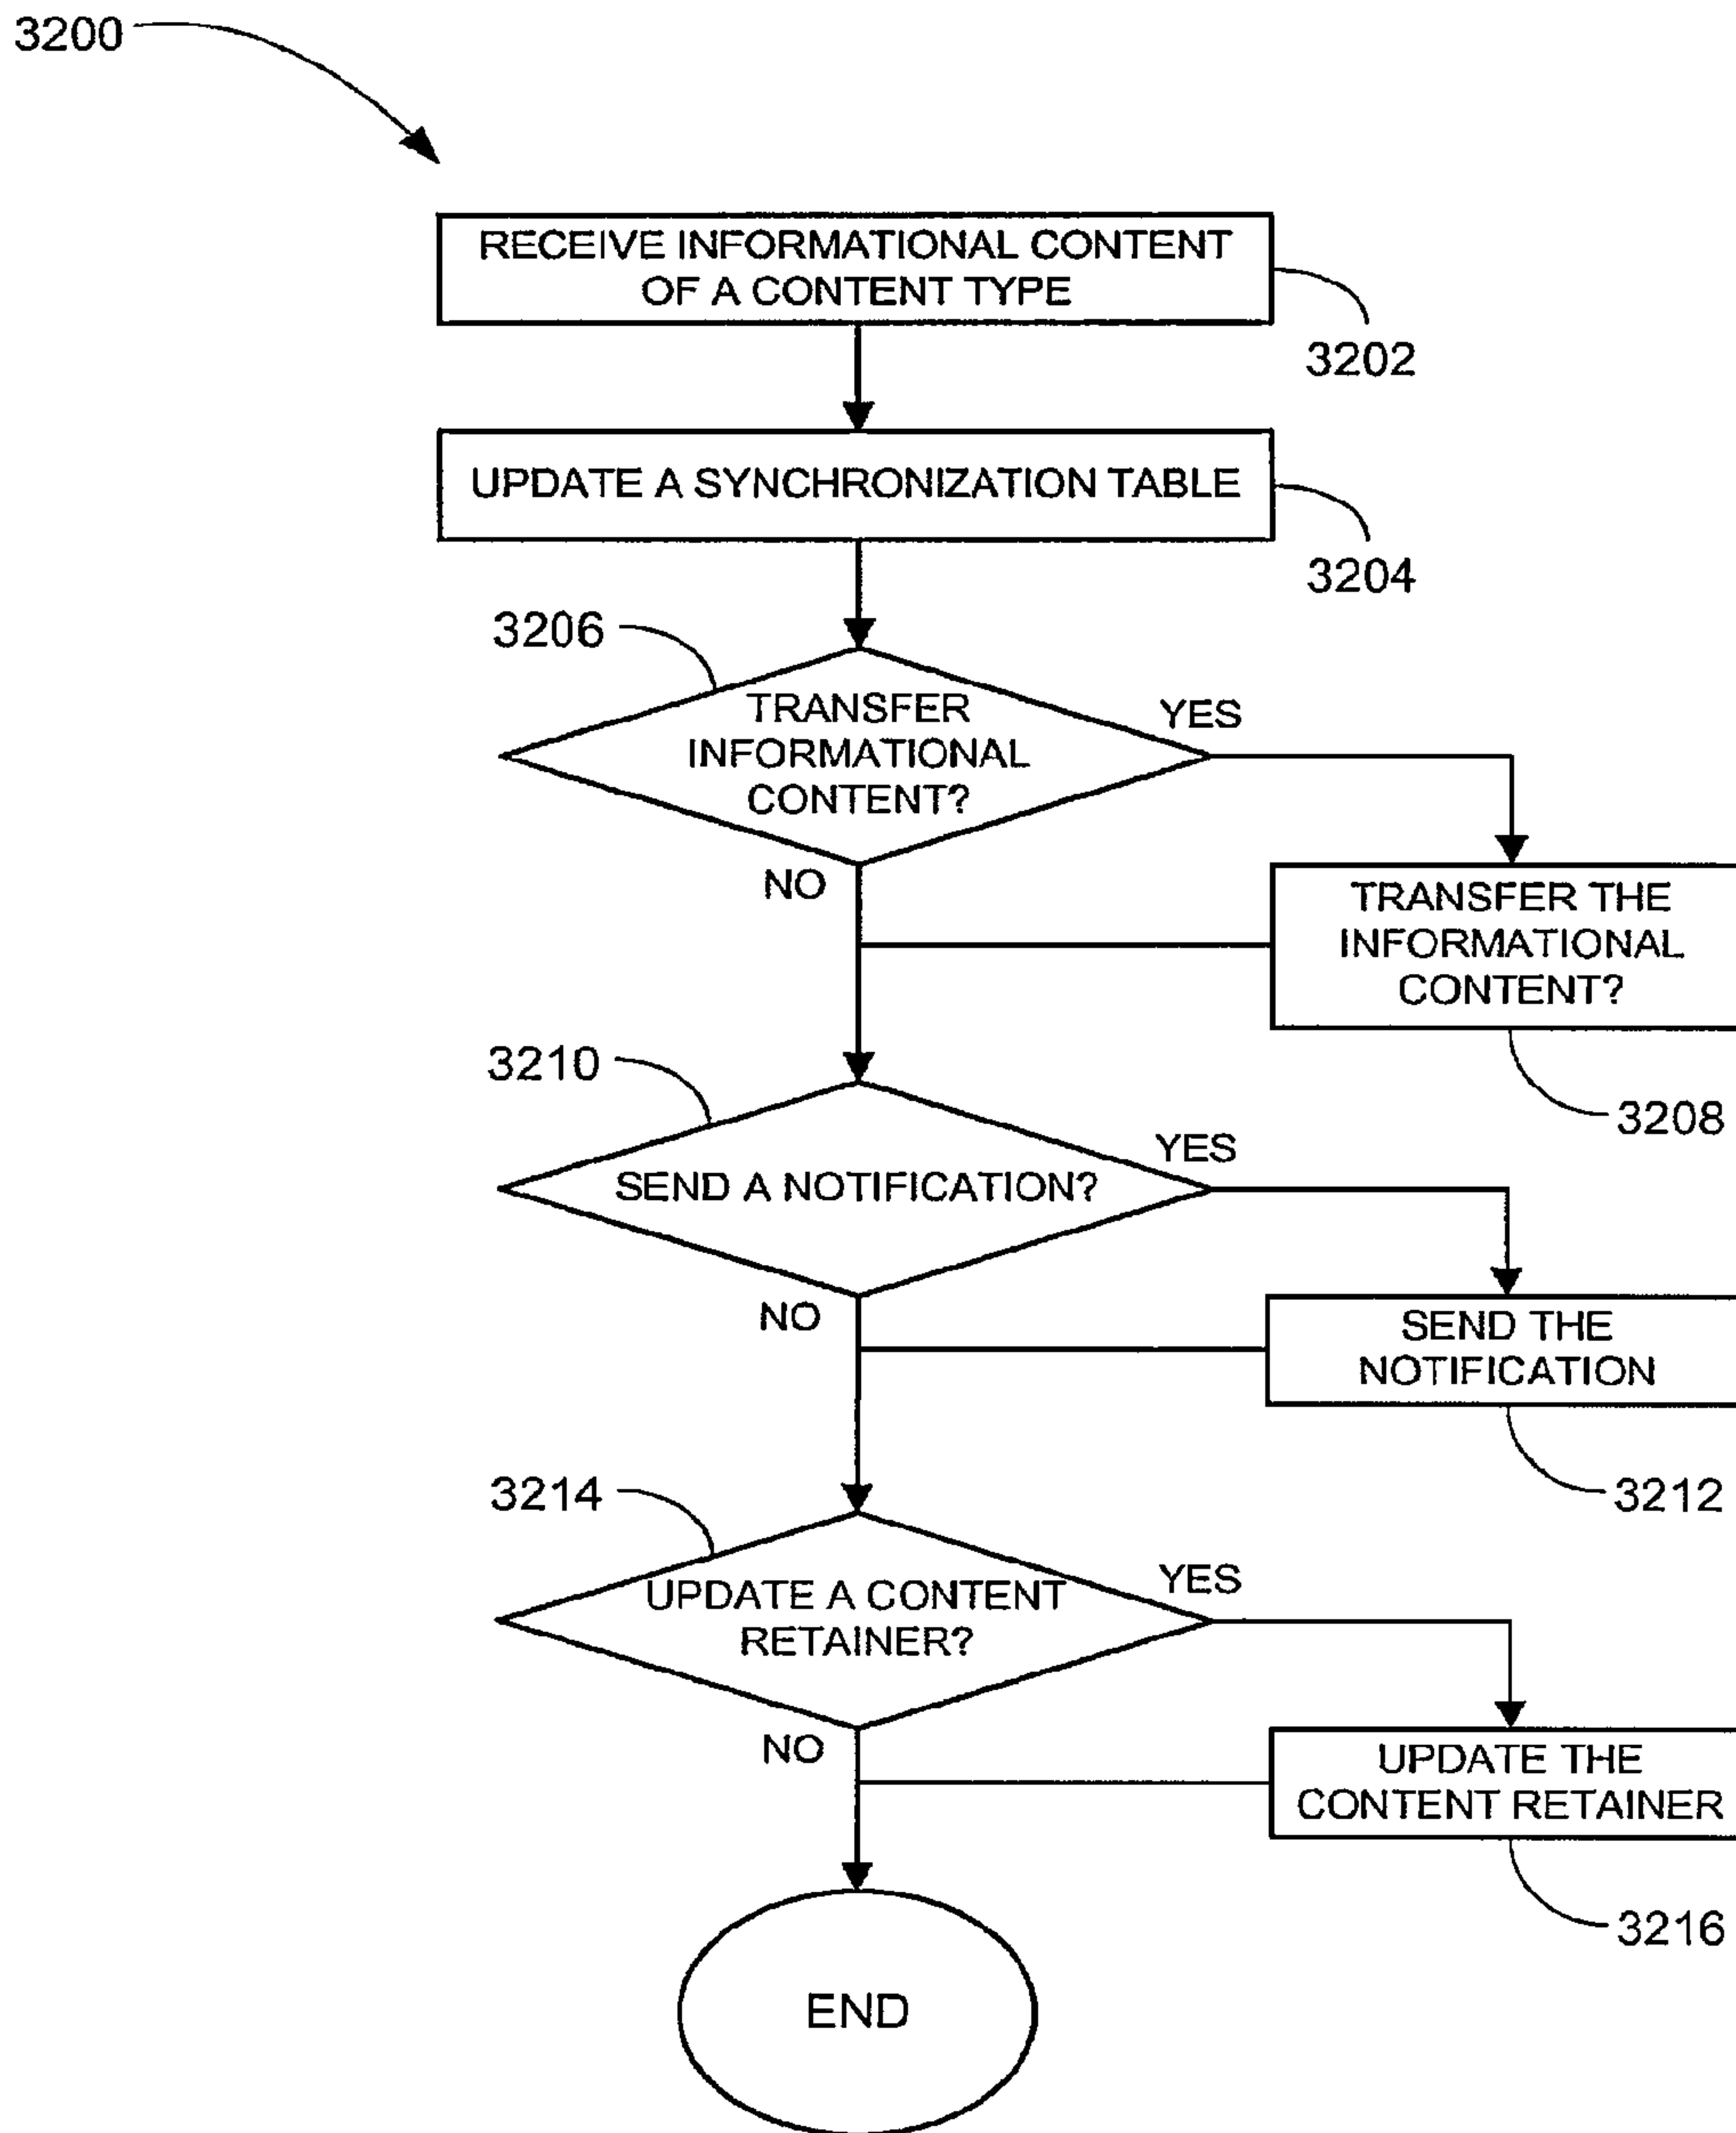 3200
RECEIVE INFORMATIONAL CONTENT
OF A CONTENT TYPE
3202
UPDATE A SYNCHRONIZATION TABLE
3204
3206
TRANSFER
INFORMATIONAL
CONTENT?
YES
NO
TRANSFER THE
INFORMATIONAL
CONTENT?
3208
3210
SEND A NOTIFICATION?
YES
NO
SEND THE
NOTIFICATION
3212
3214
UPDATE A CONTENT
RETAINER?
YES
NO
UPDATE THE
CONTENT RETAINER
3216
END